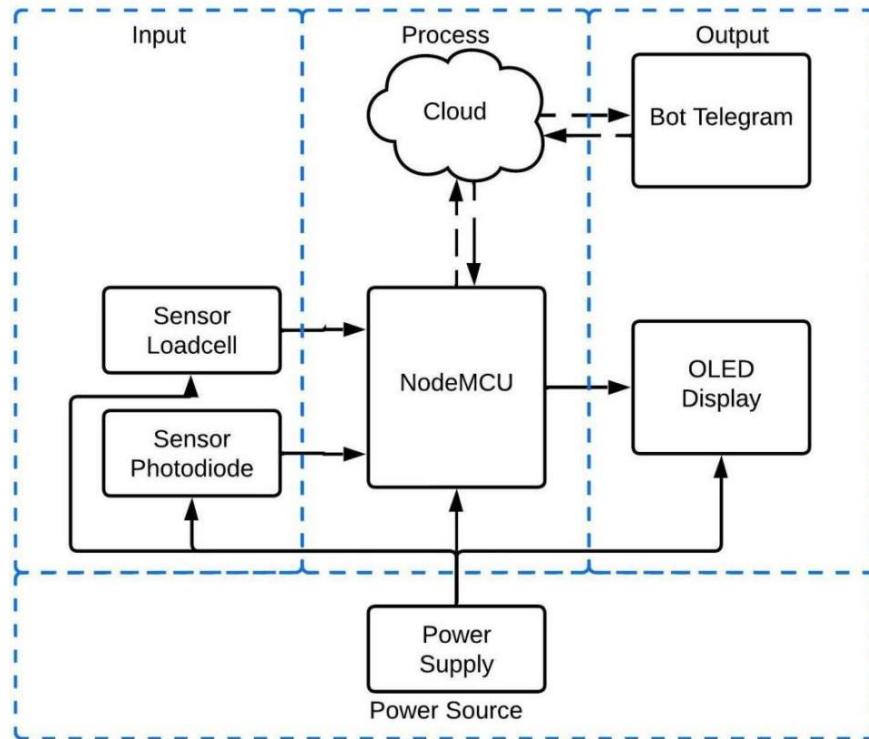 Input
Process
Output
Cloud
Bot Telegram
Sensor
Loadcell
NodeMCU
OLED
Display
Sensor
Photodiode
Power
Supply
Power Source